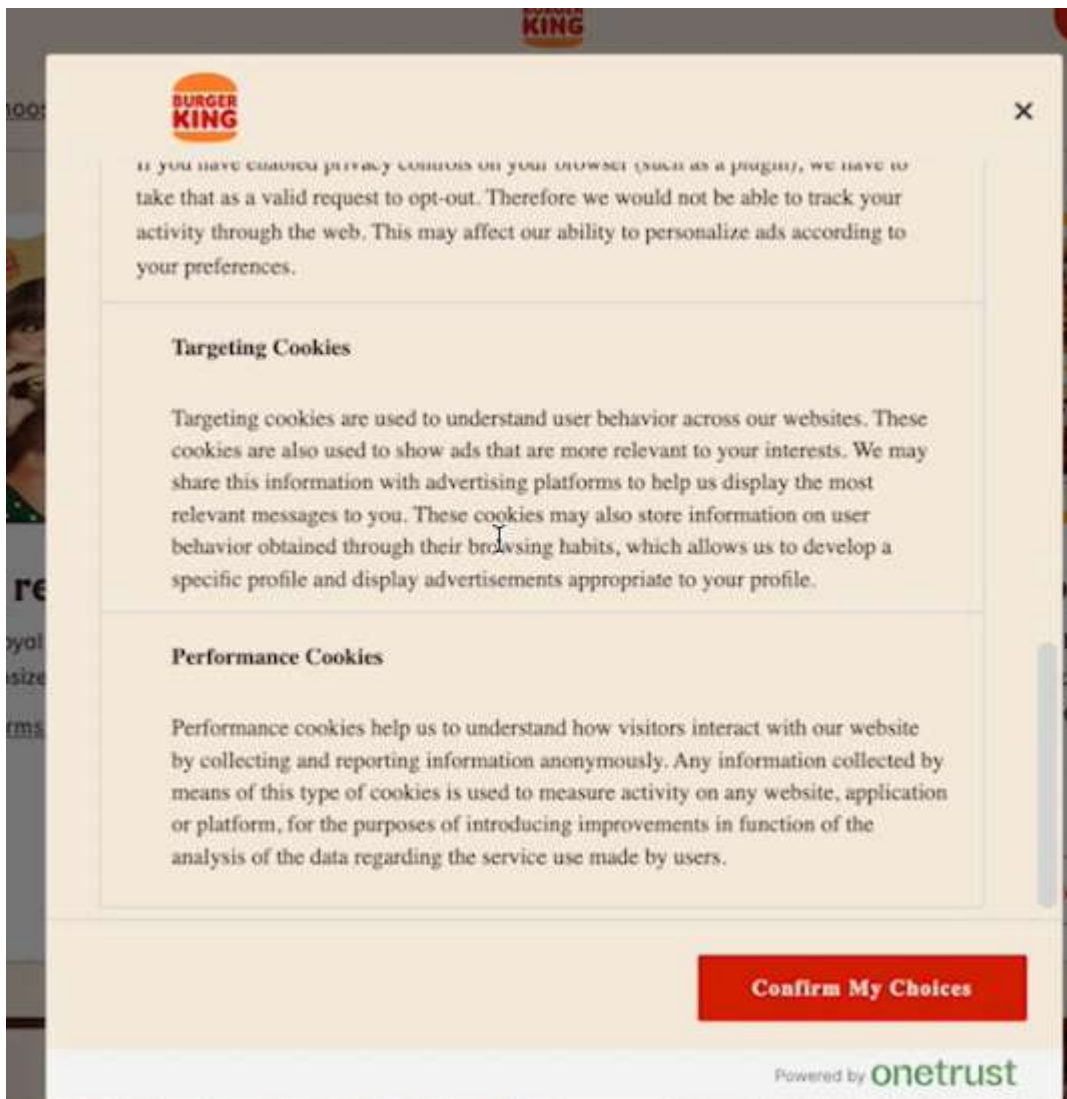 KING
BURGER
KING
×
If you have enabled privacy controls on your browser (such as a plugin), we have to
take that as a valid request to opt-out. Therefore we would not be able to track your
activity through the web. This may affect our ability to personalize ads according to
your preferences.
Targeting Cookies
Targeting cookies are used to understand user behavior across our websites. These
cookies are also used to show ads that are more relevant to your interests. We may
share this information with advertising platforms to help us display the most
relevant messages to you. These cookies may also store information on user
behavior obtained through their browsing habits, which allows us to develop a
specific profile and display advertisements appropriate to your profile.
re
oyal
size
rms
Performance Cookies
Performance cookies help us to understand how visitors interact with our website
by collecting and reporting information anonymously. Any information collected by
means of this type of cookies is used to measure activity on any website, application
or platform, for the purposes of introducing improvements in function of the
analysis of the data regarding the service use made by users.
Confirm My Choices
Powered by onetrust